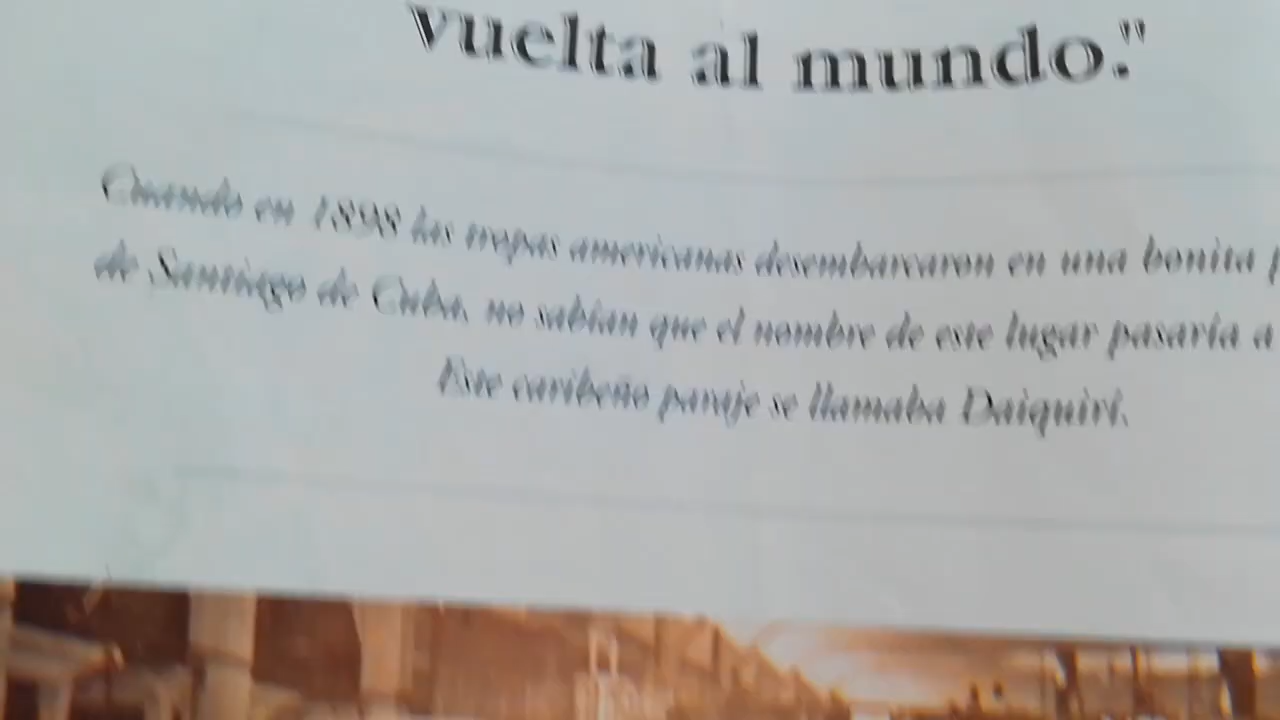 vuelta al mundo."
Cuando en 1898 las tropas americanas desembarcaron en una bonita
de Santiago de Cuba, no sabían que el nombre de este lugar pasaría a
Este caribeño paraje se llamaba Daiquirí.